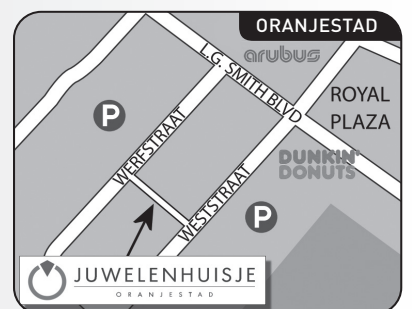 ORANJESTAD
arubus
L.G. SMITH BLVD
ROYAL
PLAZA
P
WERFSTRAAT
DUNKIN'
DONUTS
WESTSTRAAT
P
JUWELENHUISJE
ORANJESTAD